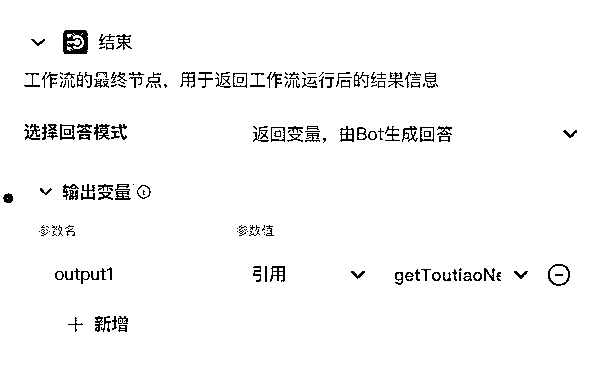 结束
工作流的最终节点，用于返回工作流运行后的结果信息
选择回答模式 返回变量，由Bot生成回答
输出变量
参数名 参数值
output1 引用 getToutiaoNe
+ 新增